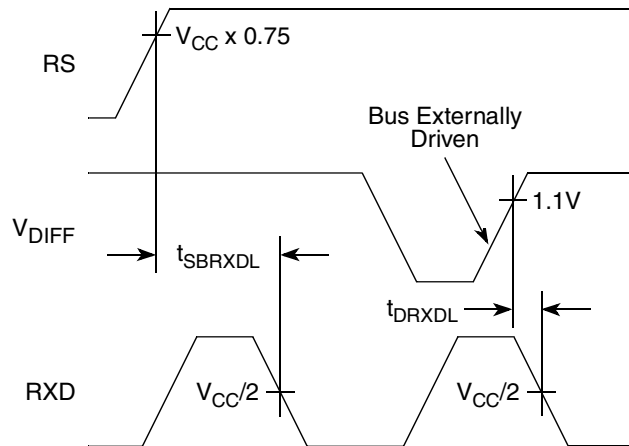 RS
V_CC x 0.75
Bus Externally
Driven
V_DIFF
1.1V
t_SBRXDL
t_DRXDL
RXD
V_CC/2
V_CC/2